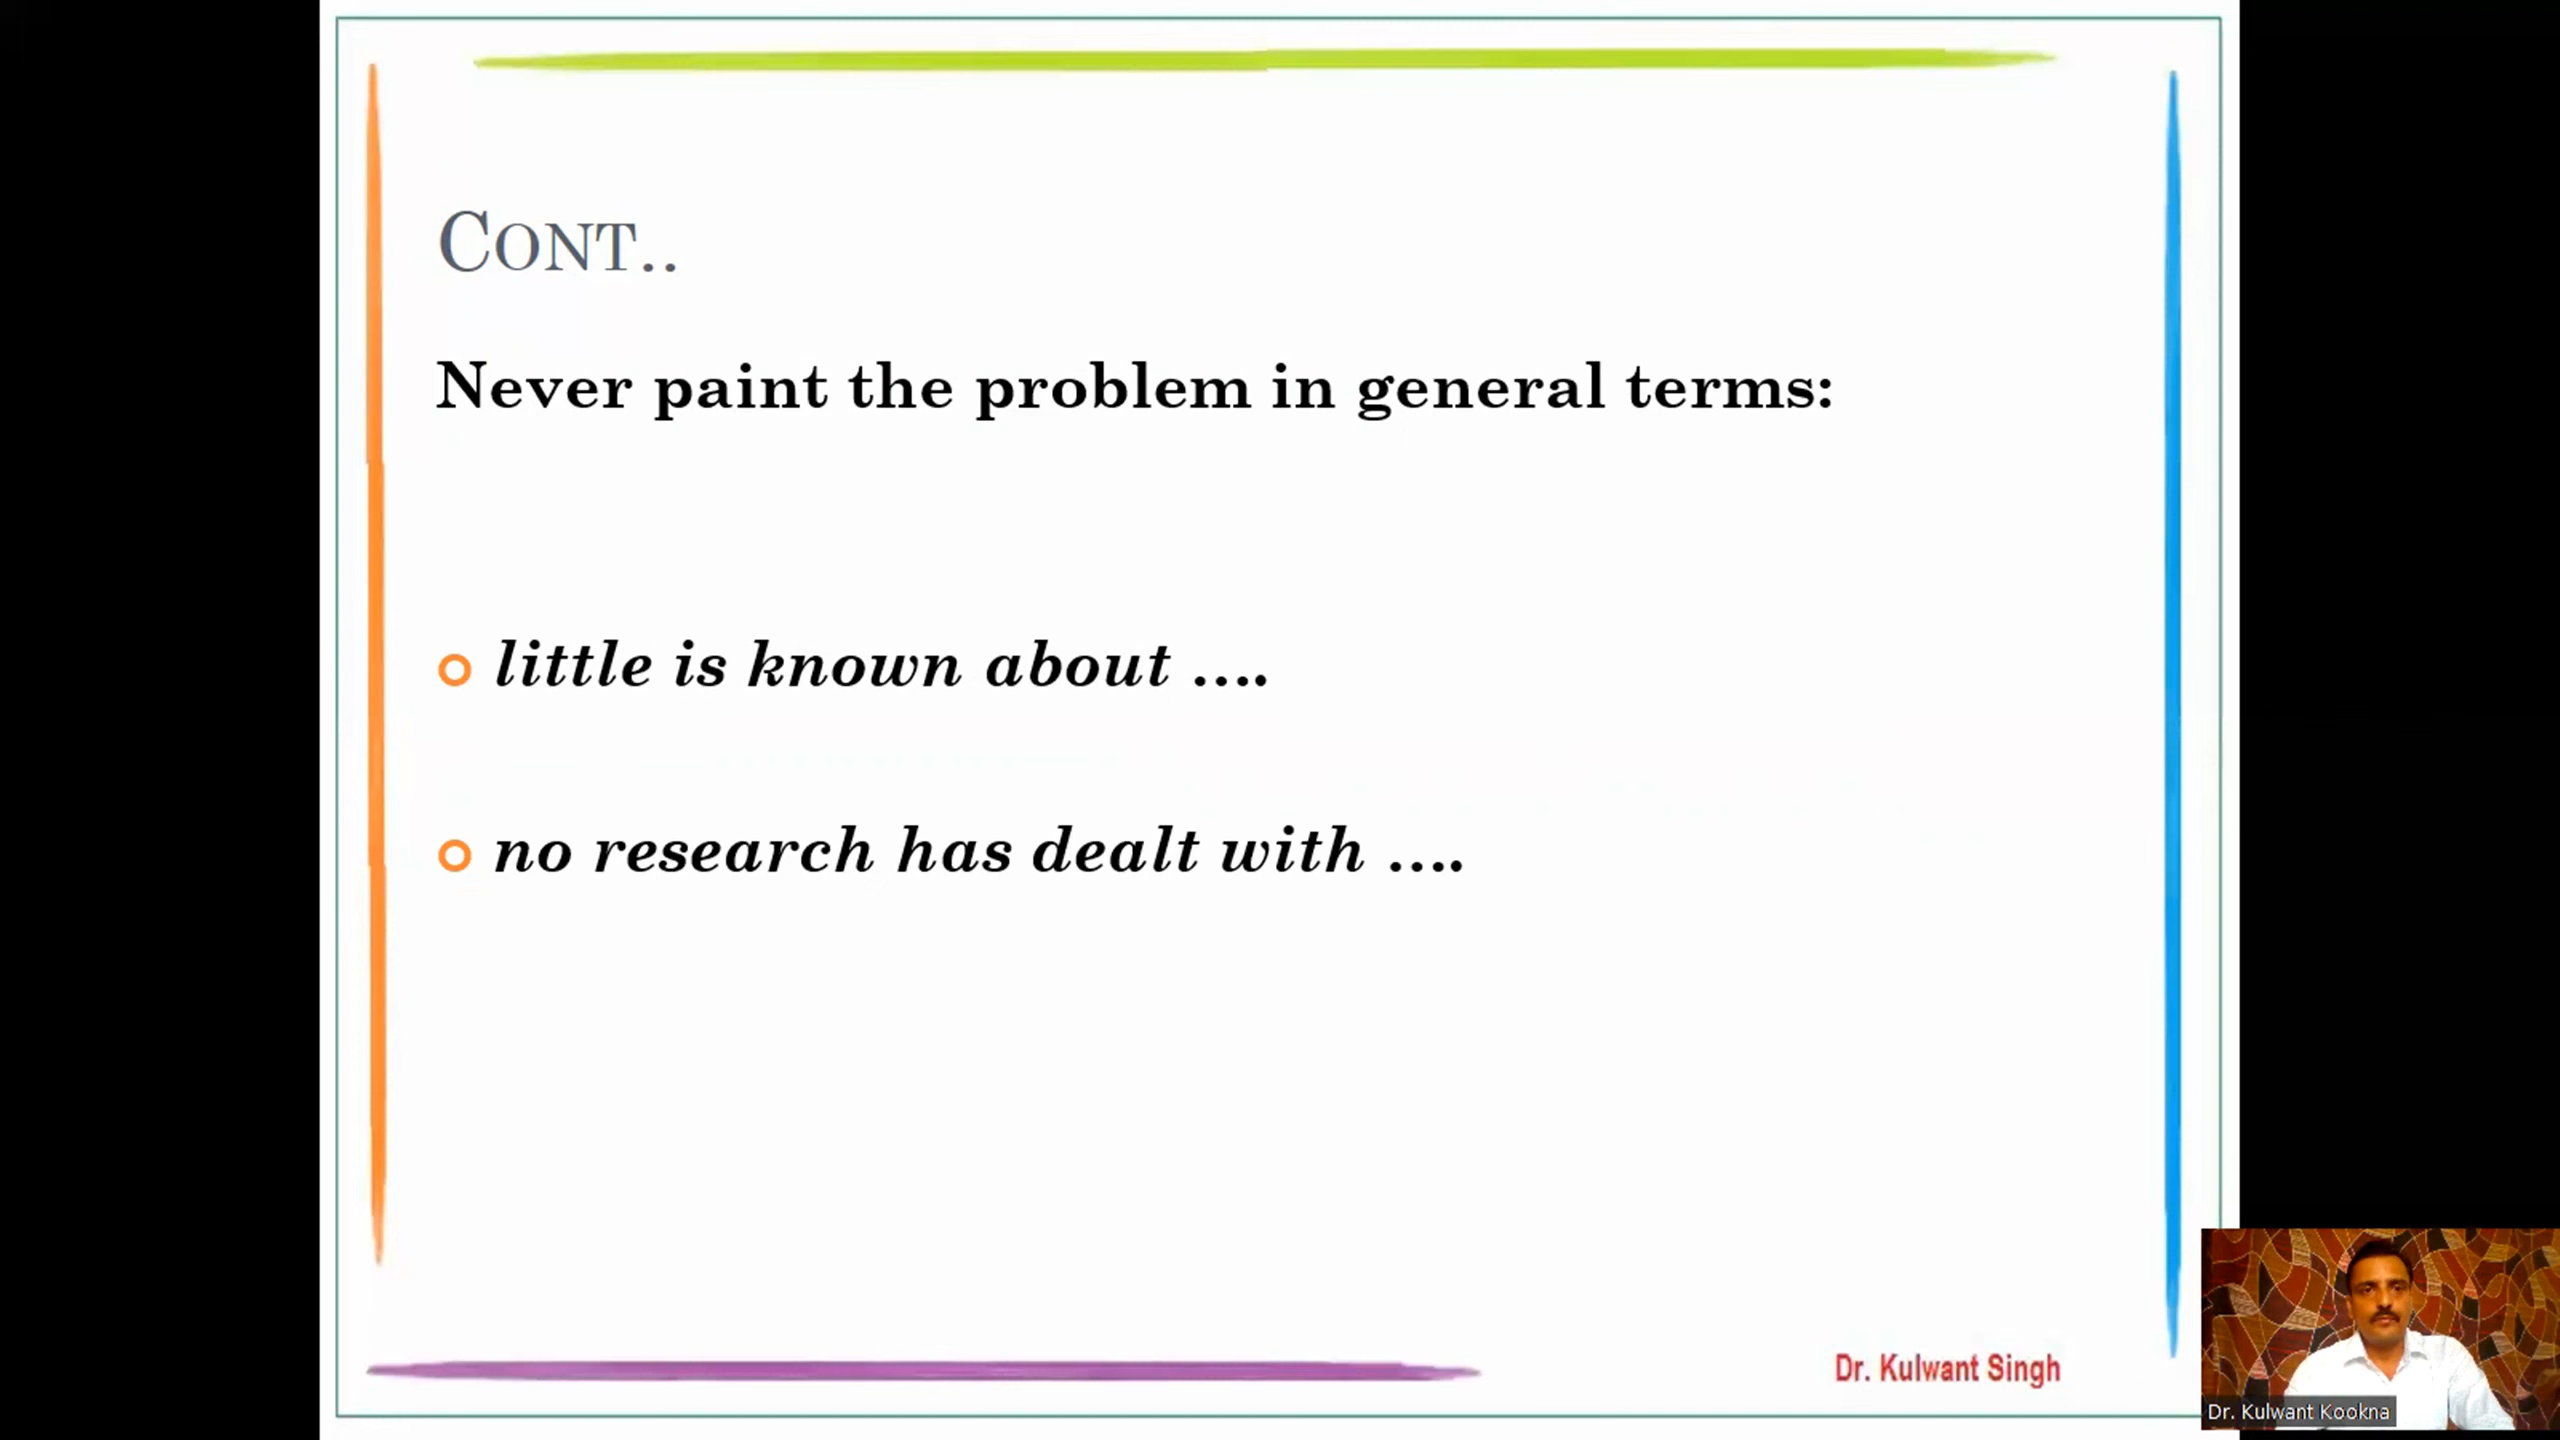 CONT..
Never paint the problem in general terms:
little is known about ....
no research has dealt with ....
Dr. Kulwant Singh
Dr. Kulwant Kookna